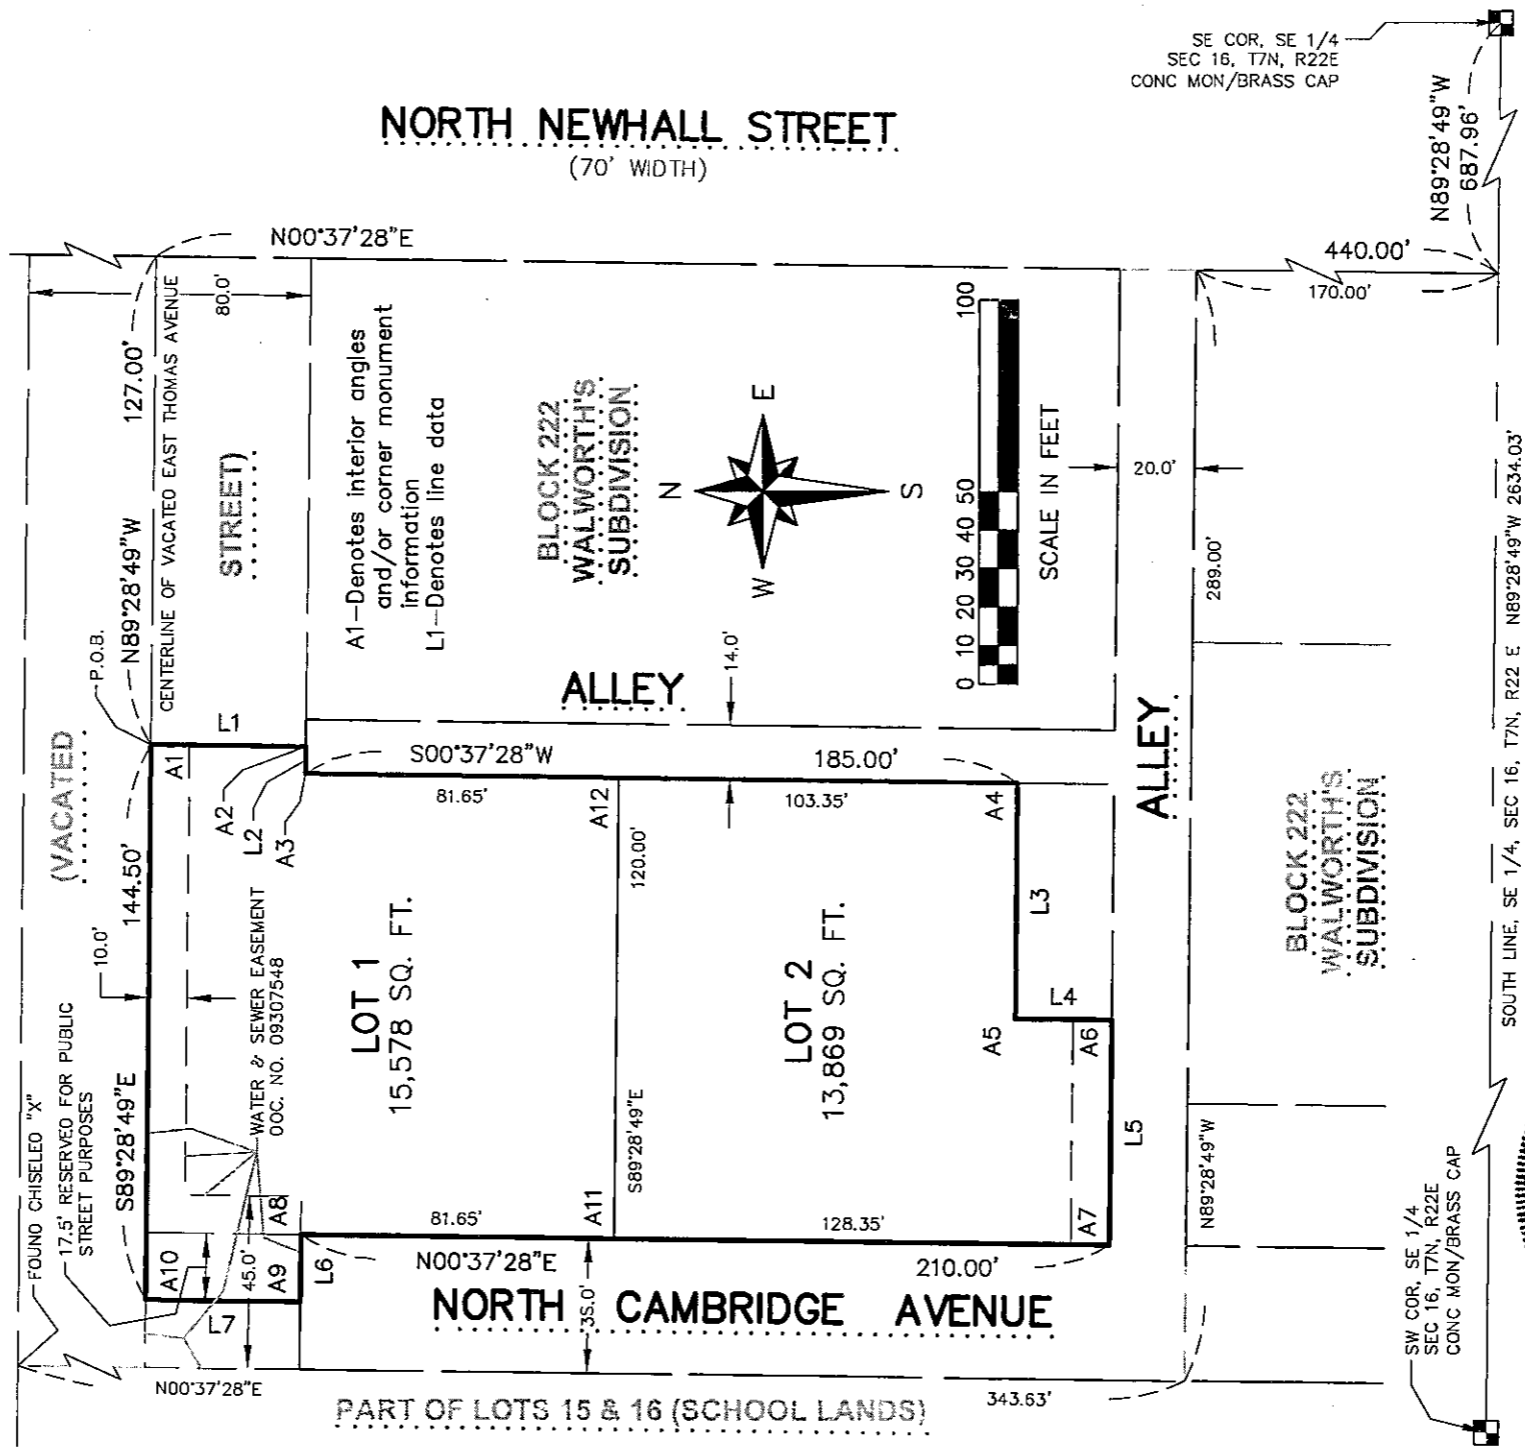 SE COR, SE 1/4
SEC 16, T7N, R22E
CONC MON/BRASS CAP
NORTH NEWHALL STREET
(70' WIDTH)
N89°28'49"W
687.96'
N00°37'28"E
440.00'
170.00'
80.0'
127.00'
N89°28'49"W
CENTERLINE OF VACATED EAST THOMAS AVENUE
STREET)
A1-Denotes interior angles
and/or corner monument
information
L1-Denotes line data
BLOCK 222
WALWORTH'S
SUBDIVISION
N
E
S
W
0 10 20 30 40 50 100
SCALE IN FEET
20.0'
289.00'
P.O.B.
L1
ALLEY
14.0'
ALLEY
(VACATED
A1
A2
L2
A3
S00°37'28"W
185.00'
81.65'
A12
103.35'
A4
144.50'
10.0'
120.00'
L3
WATER & SEWER EASEMENT
DOC. NO. 09307548
LOT 1
15,578 SQ. FT.
LOT 2
13,869 SQ. FT.
L4
A5
A6
BLOCK 222
WALWORTH'S
SUBDIVISION
SOUTH LINE, SE 1/4, SEC 16, T7N, R22 E N89°28'49"W 2634.03'
FOUND CHISELED "X"
17.5' RESERVED FOR PUBLIC
STREET PURPOSES
S89°28'49"E
S89°28'49"E
L5
N89°28'49"W
A8
81.65'
A11
128.35'
A7
A10
45.0'
A9
L6
N00°37'28"E
210.00'
L7
35.0'
NORTH CAMBRIDGE AVENUE
N00°37'28"E
343.63'
PART OF LOTS 15 & 16 (SCHOOL LANDS)
SW COR, SE 1/4
SEC 16, T7N, R22E
CONC MON/BRASS CAP